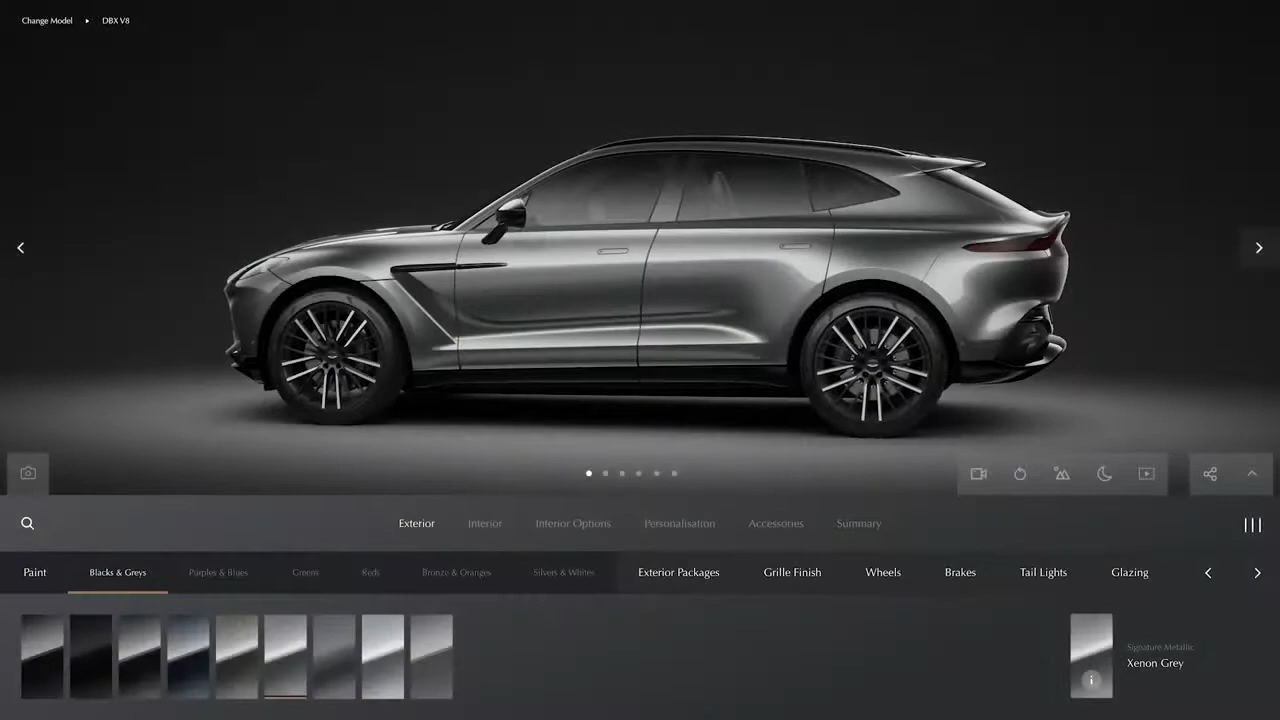 Change Model ▸ DBX V8
Exterior Interior Interior Options Personalisation Accessories Summary
Paint Blacks & Greys Purples & Blues Greens Reds Bronze & Oranges Silvers & Whites Exterior Packages Grille Finish Wheels Brakes Tail Lights Glazing
Signature Metallic
Xenon Grey